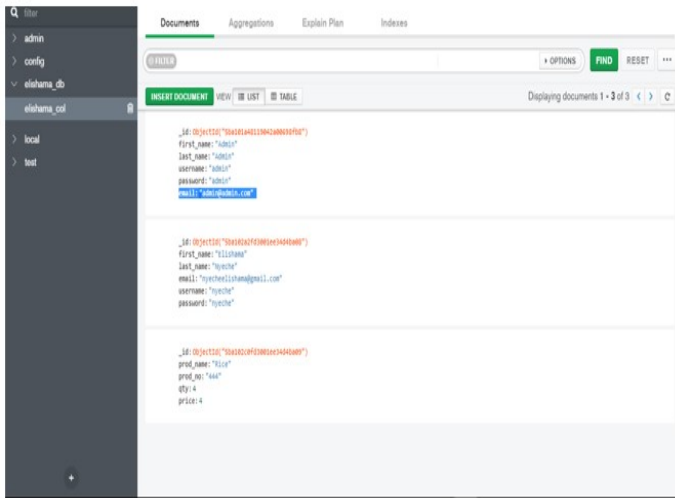 filter
admin
config
elishama_db
elishama_col
local
test
Documents Aggregations Explain Plan Indexes
FILTER OPTIONS FIND RESET ...
INSERT DOCUMENT VIEW LIST TABLE Displaying documents 1 - 3 of 3
_id:
first_name:"Admin"
last_name:"Admin"
username:"admin"
password:"admin"
email:"admin@admin.com"
_id:
first_name:"Elishama"
last_name:"Nyeche"
email:"nyecheelishama@gmail.com"
username:"nyeche"
password:"nyeche"
_id:
prod_name:"Rice"
prod_no:"444"
qty:4
price:4